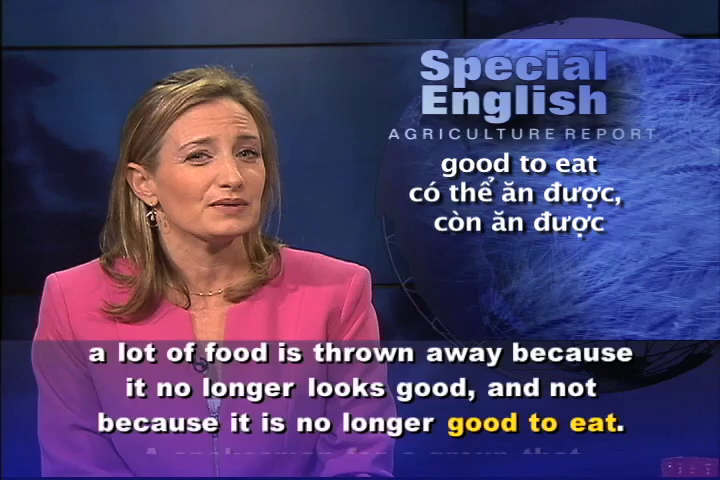 Special
English
AGRICULTURE REPORT
good to eat
có thể ăn được,
còn ăn được
a lot of food is thrown away because
it no longer looks good, and not
because it is no longer good to eat.